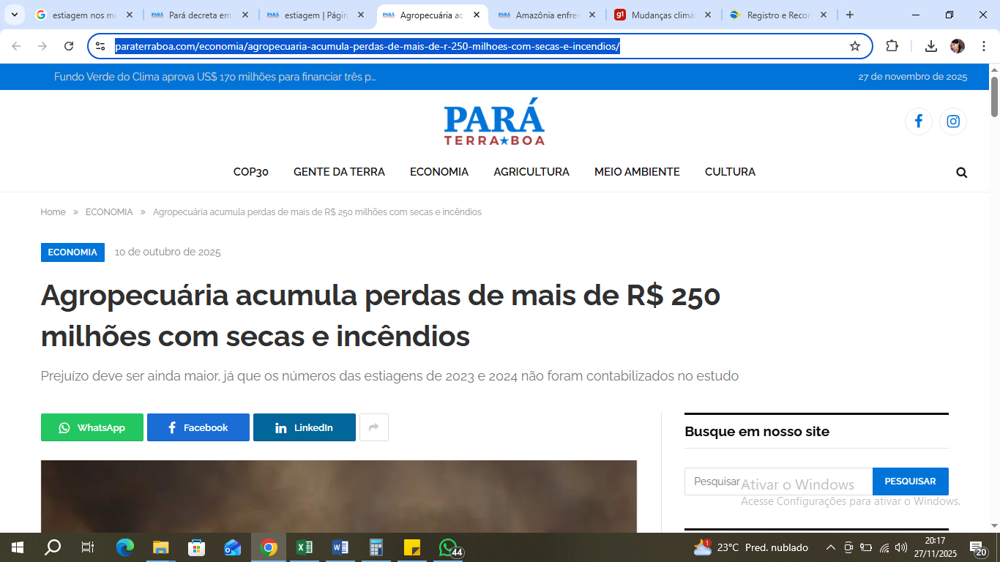 estiagem nos mu
Pará decreta em
estiagem | Págin
Agropecuária ac
Amazônia enfre
g1
Mudanças climá
Registro e Recor
paraterraboa.com/economia/agropecuaria-acumula-perdas-de-mais-de-r-250-milhoes-com-secas-e-incendios/
Fundo Verde do Clima aprova US$ 170 milhões para financiar três p...
27 de novembro de 2025
PARÁ
TERRA★BOA
COP30 GENTE DA TERRA ECONOMIA AGRICULTURA MEIO AMBIENTE CULTURA
Home » ECONOMIA » Agropecuária acumula perdas de mais de R$ 250 milhões com secas e incêndios
ECONOMIA 10 de outubro de 2025
Agropecuária acumula perdas de mais de R$ 250
milhões com secas e incêndios
Prejuízo deve ser ainda maior, já que os números das estiagens de 2023 e 2024 não foram contabilizados no estudo
WhatsApp Facebook LinkedIn
Busque em nosso site
Pesquisar PESQUISAR
Ativar o Windows
Acesse Configurações para ativar o Windows.
44
1
23°C Pred. nublado
20:17
27/11/2025
20